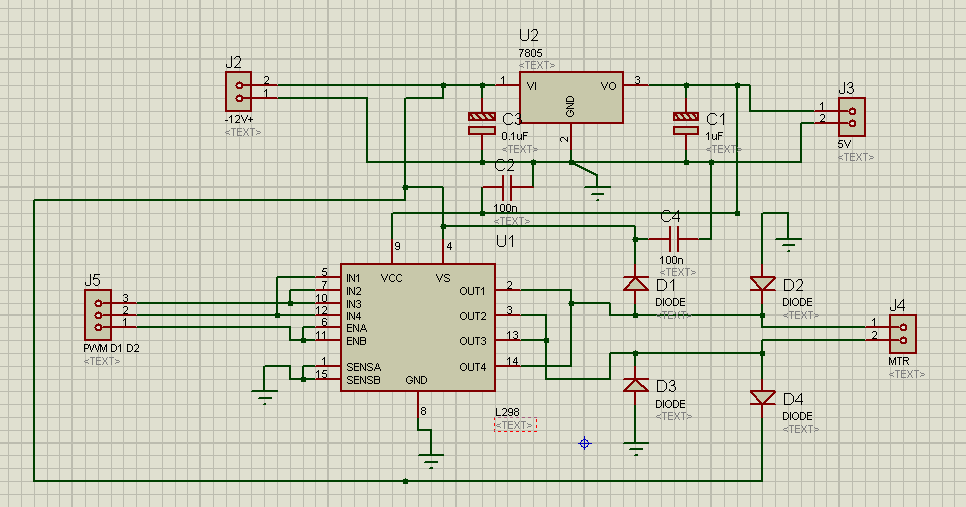 J2
2
1
-12V+
<TEXT>
U2
7805
<TEXT>
1
VI
VO
3
GND
2
C3
0.1uF
<TEXT>
C1
1uF
<TEXT>
J3
1
2
5V
<TEXT>
C2
100n
<TEXT>
C4
100n
<TEXT>
U1
9
4
VCC
VS
5
IN1
7
IN2
10
IN3
12
IN4
6
ENA
11
ENB
1
SENSA
15
SENSB
GND
8
OUT1
2
OUT2
3
OUT3
13
OUT4
14
L298
<TEXT>
J5
3
2
1
PWM D1 D2
<TEXT>
D1
DIODE
<TEXT>
D2
DIODE
<TEXT>
J4
1
2
MTR
<TEXT>
D3
DIODE
<TEXT>
D4
DIODE
<TEXT>